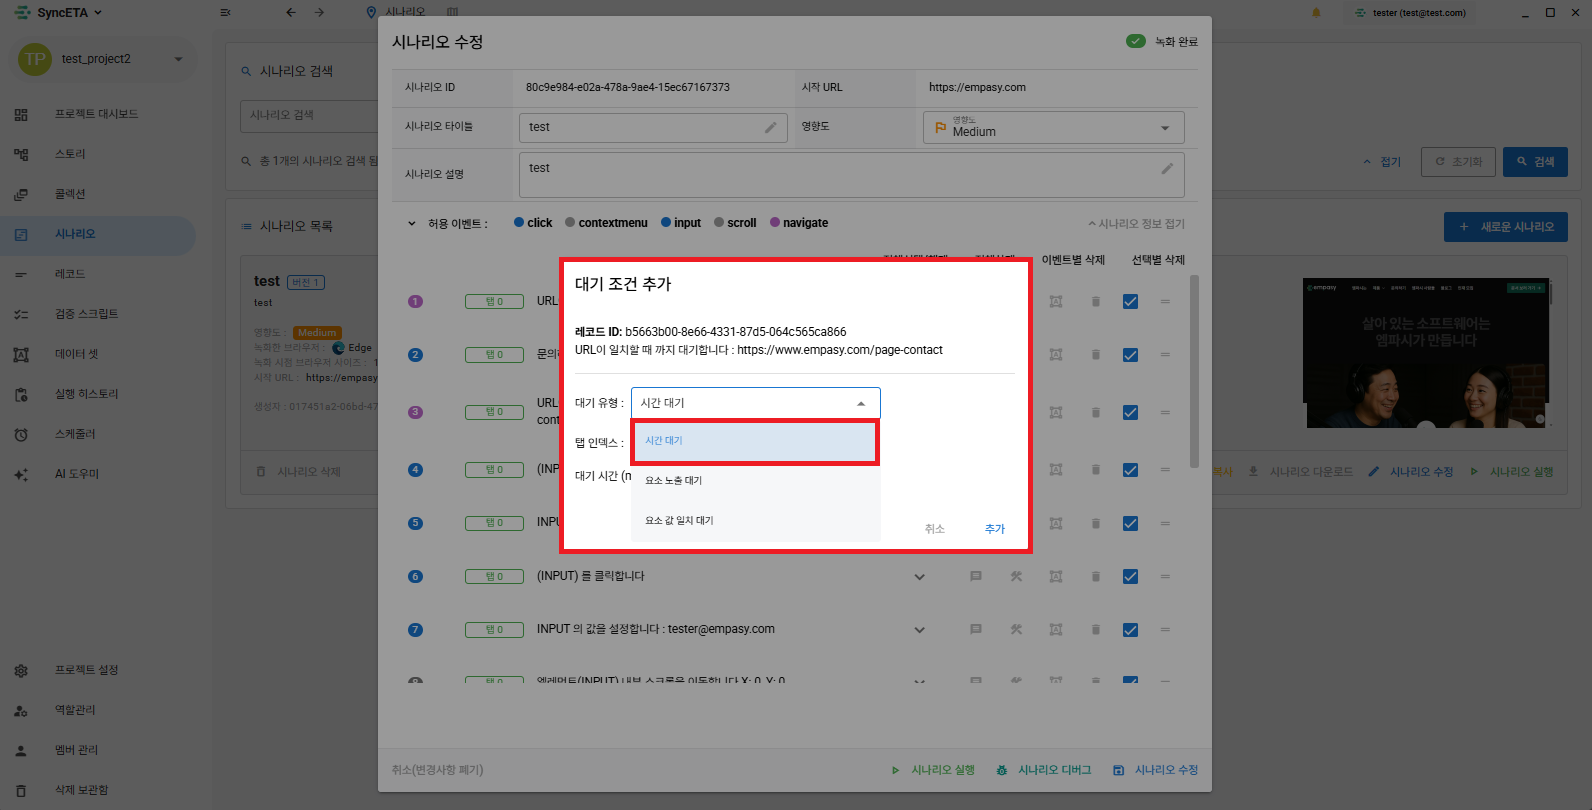 SyncETA
시나리오
tester (test@test.com)
TP
test_project2
프로젝트 대시보드
스토리
콜렉션
시나리오
레코드
검증 스크립트
데이터 셋
실행 히스토리
스케줄러
AI 도우미
프로젝트 설정
역할관리
멤버 관리
삭제 보관함
시나리오 검색
시나리오 검색
총 1개의 시나리오 검색 됨
접기
초기화
검색
시나리오 목록
새로운 시나리오
test 버전 1
test
영향도 : Medium
녹화한 브라우저 : Edge
녹화 시점 브라우저 사이즈 : 1
시작 URL : https://empasy
생성자 : 017451a2-06bd-47
시나리오 삭제
empasy
살아 있는 소프트웨어는
엠파시가 만듭니다
복사
시나리오 다운로드
시나리오 수정
시나리오 실행
시나리오 수정
녹화 완료
시나리오 ID 80c9e984-e02a-478a-9ae4-15ec67167373 시작 URL https://empasy.com
시나리오 타이틀 test 영향도 영향도 Medium
시나리오 설명 test
허용 이벤트 : click contextmenu input scroll navigate
시나리오 정보 접기
이벤트별 삭제 선택별 삭제
1 탭 0 URL
2 탭 0 문의하
3 탭 0 URL
cont
4 탭 0 (INP
5 탭 0 INPU
6 탭 0 (INPUT) 를 클릭합니다
7 탭 0 INPUT 의 값을 설정합니다 : tester@empasy.com
8 탭 0 엘레먼트(INPUT) 내부 스크롤을 이동합니다 X: 0, Y: 0
대기 조건 추가
레코드 ID: b5663b00-8e66-4331-87d5-064c565ca866
URL이 일치할 때 까지 대기합니다 : https://www.empasy.com/page-contact
대기 유형 : 시간 대기
탭 인덱스 :
시간 대기
대기 시간 (m
요소 노출 대기
요소 값 일치 대기
취소
추가
취소(변경사항 폐기)
시나리오 실행
시나리오 디버그
시나리오 수정